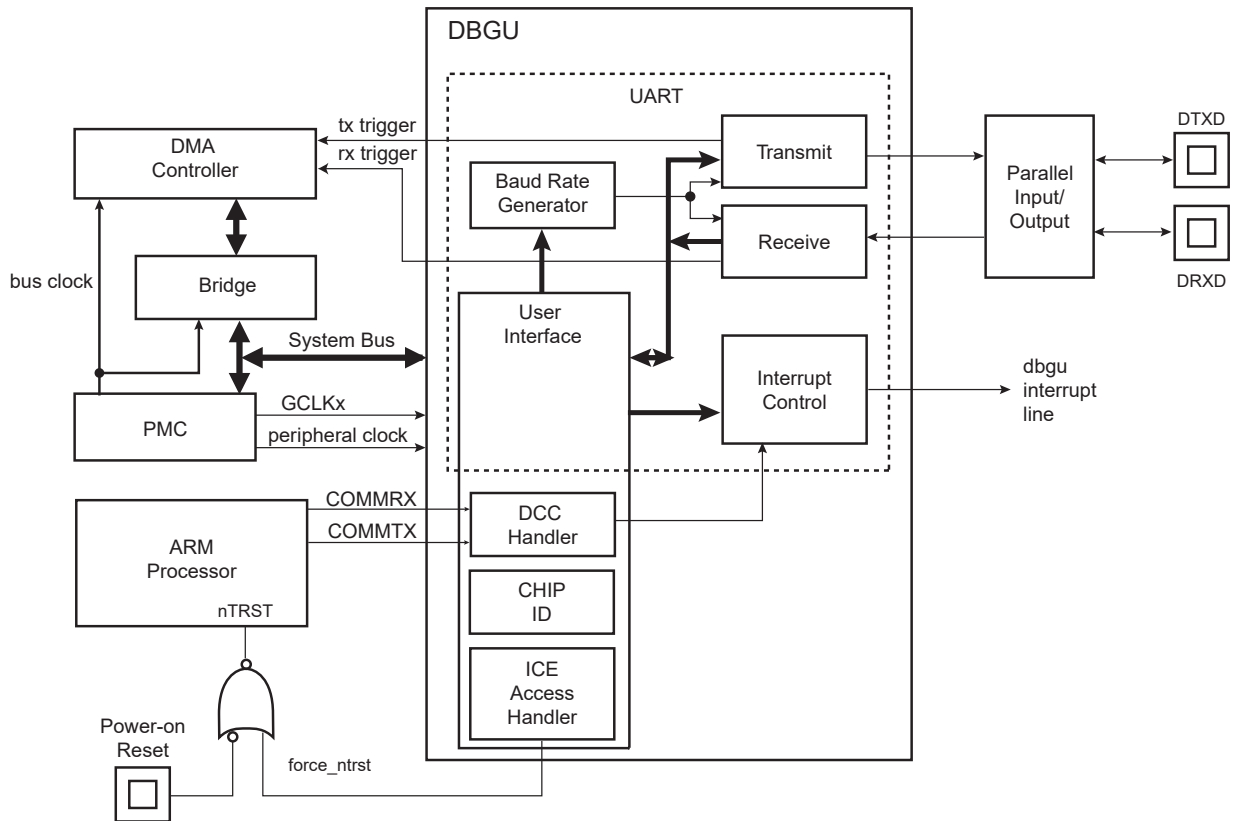 DBGU
UART
tx trigger
rx trigger
DMA
Controller
Transmit
DTXD
Baud Rate
Generator
Parallel
Input/
Output
Receive
DRXD
bus clock
Bridge
User
Interface
System Bus
Interrupt
Control
dbgu
interrupt
line
GCLKx
PMC
peripheral clock
COMMRX
COMMTX
DCC
Handler
ARM
Processor
nTRST
CHIP
ID
ICE
Access
Handler
Power-on
Reset
force_ntrst